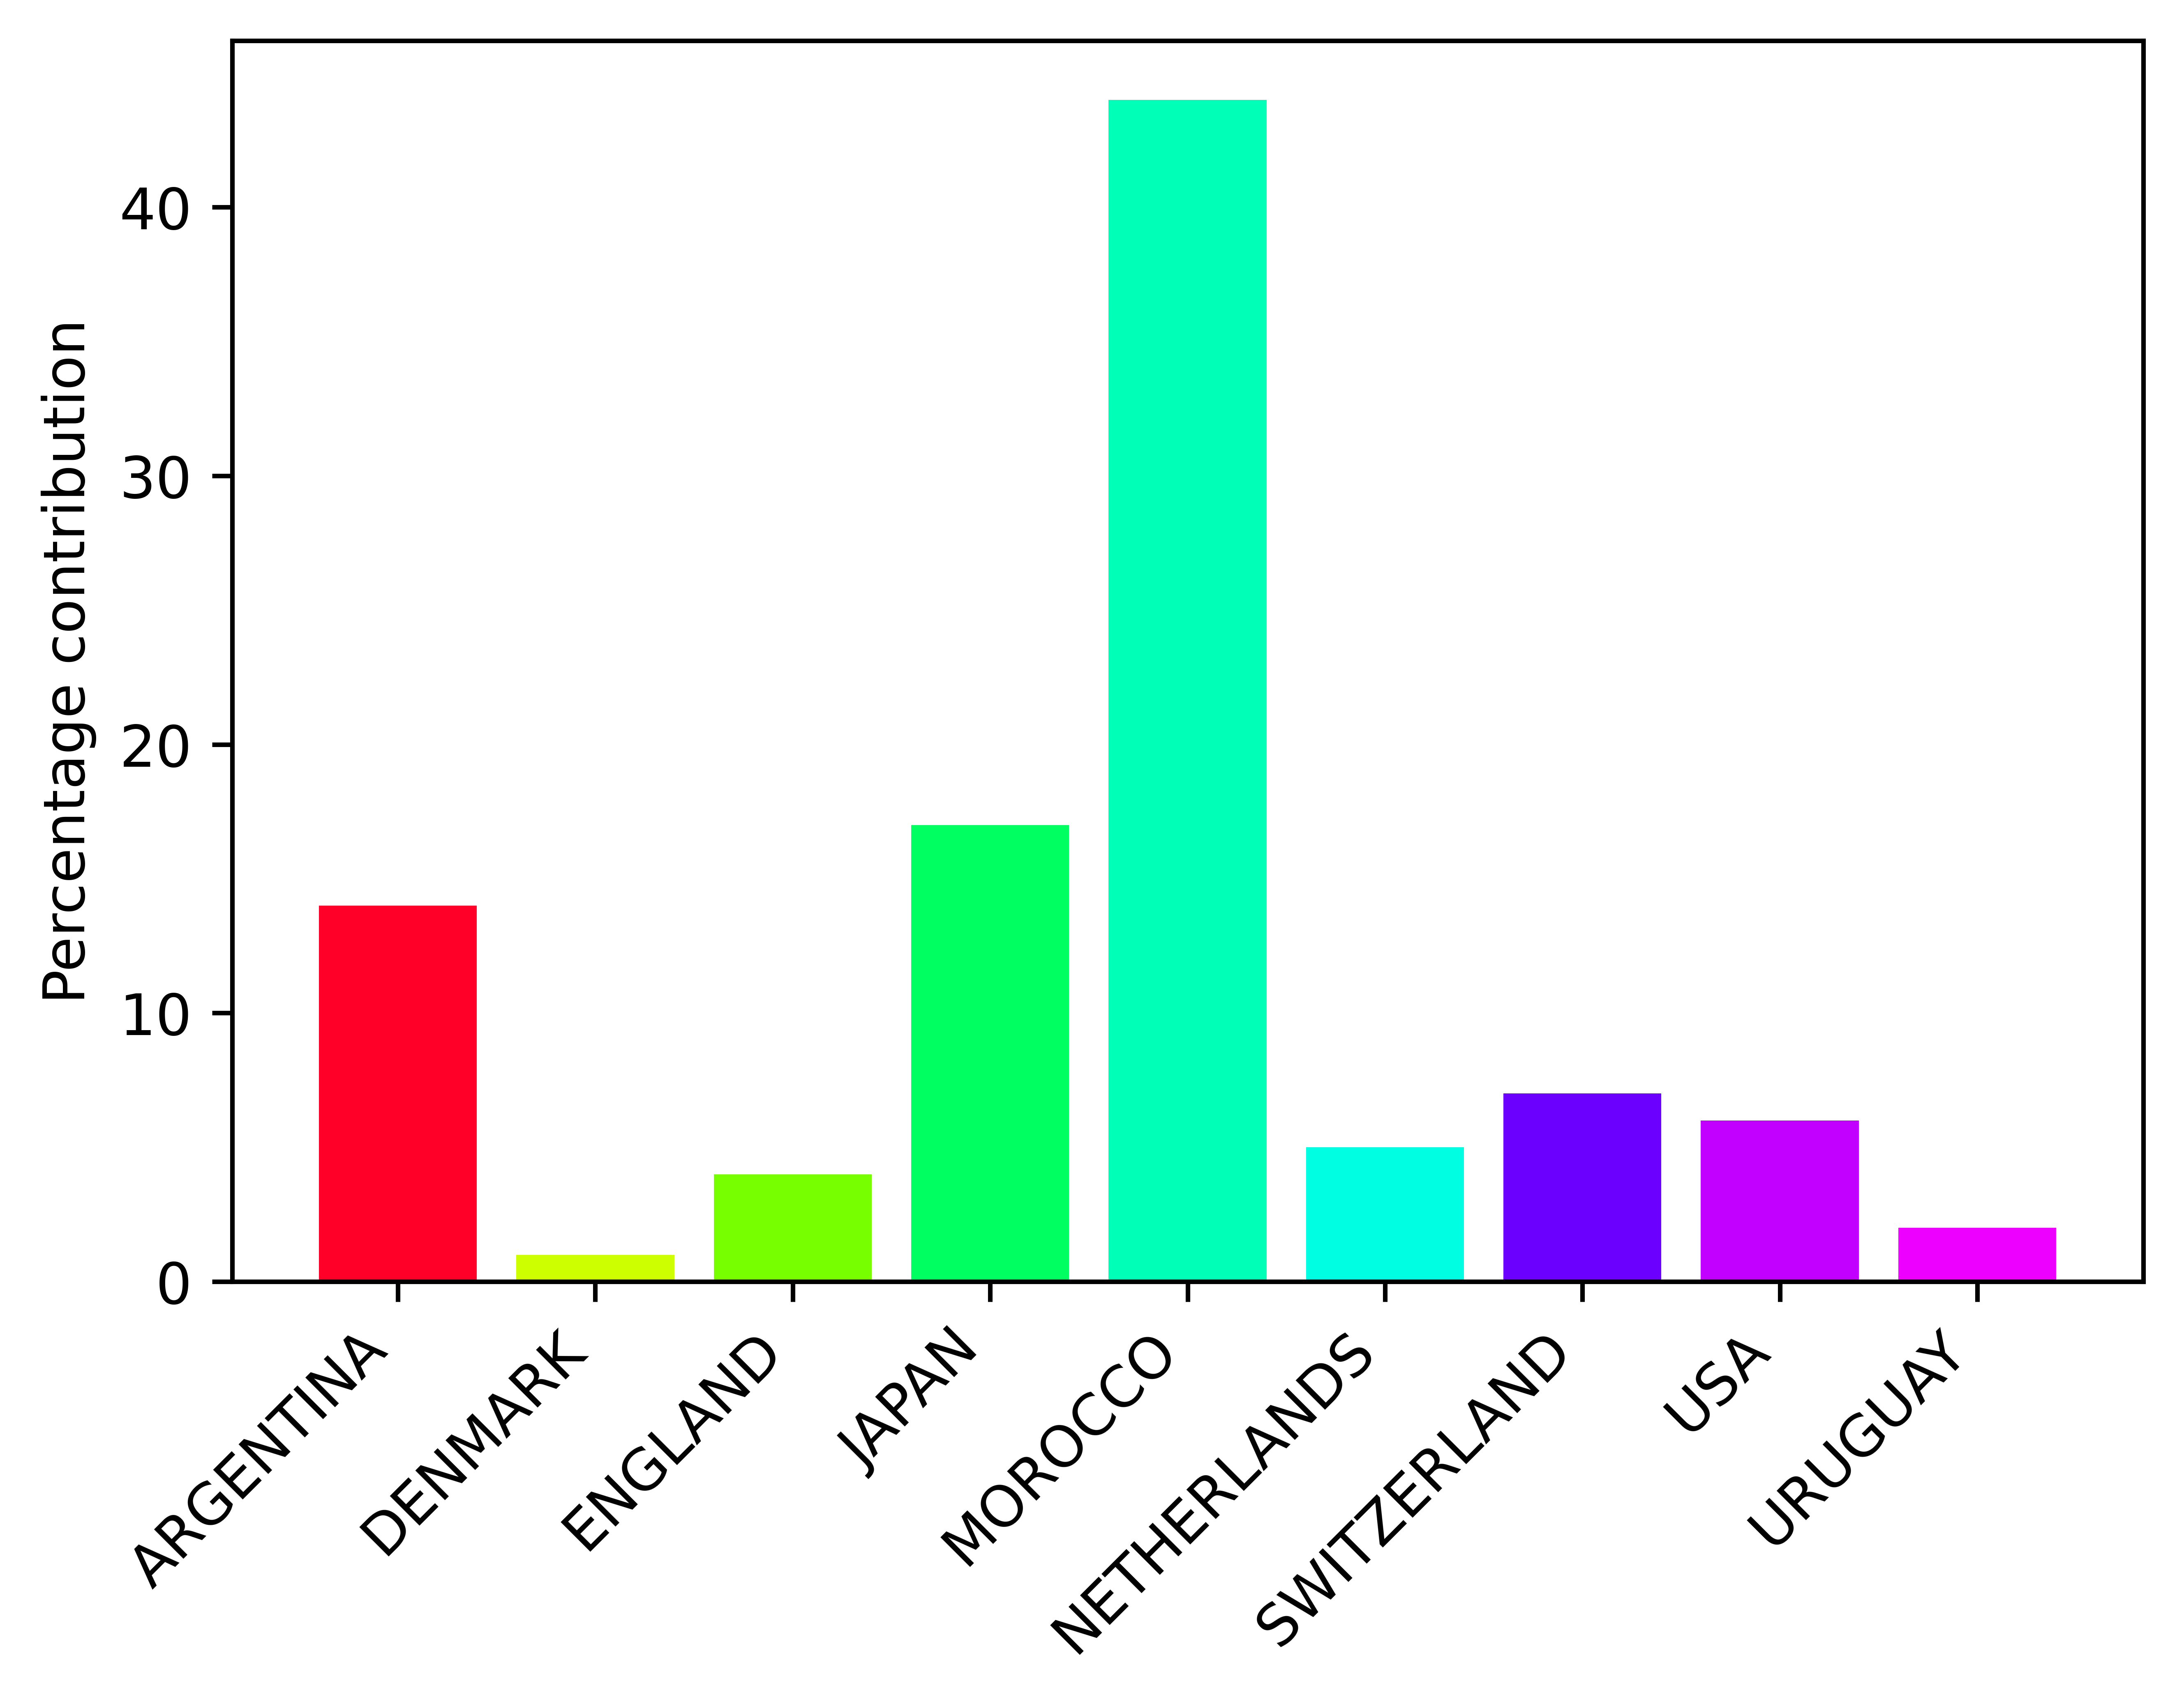 Percentage contribution
40
30
20
10
0
ARGENTINA
DENMARK
ENGLAND
JAPAN
MOROCCO
NETHERLANDS
SWITZERLAND
USA
URUGUAY